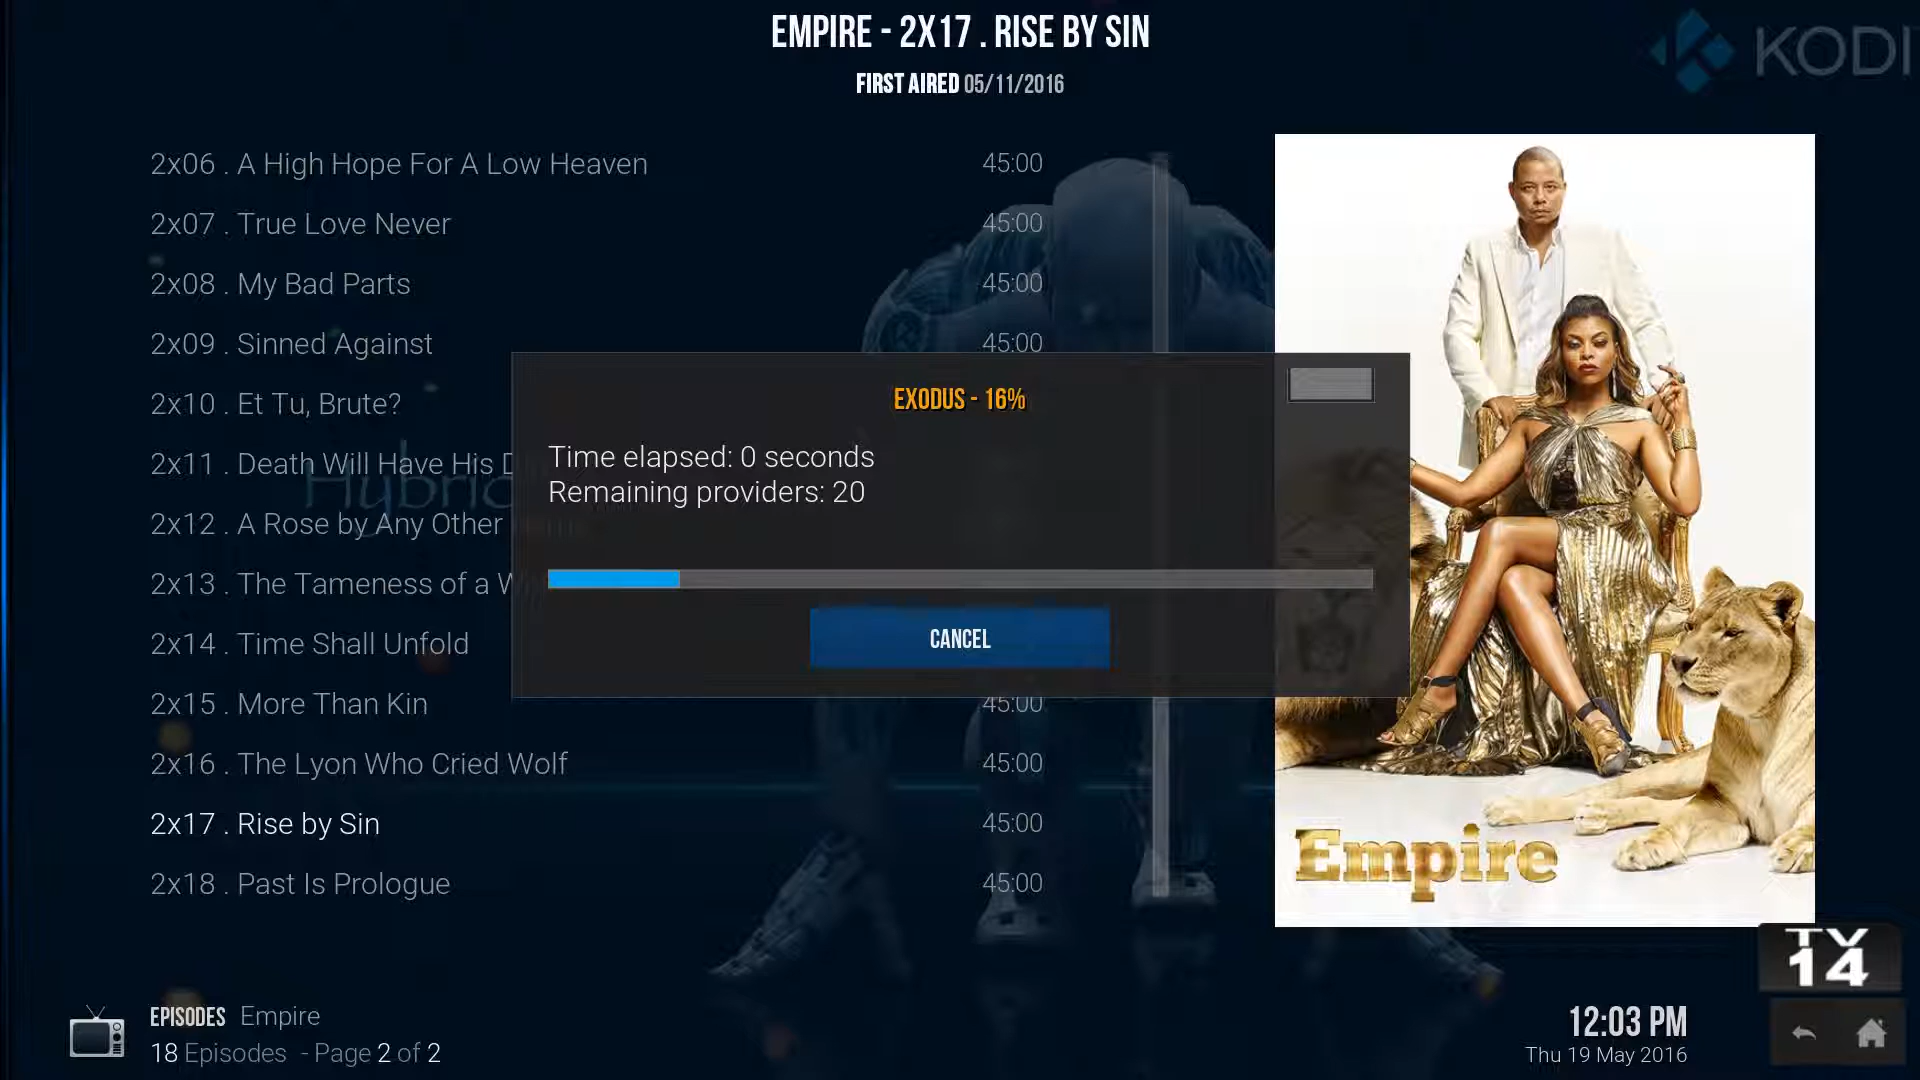 EMPIRE - 2X17 . RISE BY SIN
FIRST AIRED 05/11/2016
KODI
2x06 . A High Hope For A Low Heaven 45:00
2x07 . True Love Never 45:00
2x08 . My Bad Parts 45:00
2x09 . Sinned Against 45:00
2x10 . Et Tu, Brute?
2x11 . Death Will Have His D
Hybrid
2x12 . A Rose by Any Other
2x13 . The Tameness of a W
2x14 . Time Shall Unfold
2x15 . More Than Kin 45:00
2x16 . The Lyon Who Cried Wolf 45:00
2x17 . Rise by Sin 45:00
2x18 . Past Is Prologue 45:00
EXODUS - 16%
Time elapsed: 0 seconds
Remaining providers: 20
CANCEL
Empire
TV
14
EPISODES Empire
18 Episodes - Page 2 of 2
12:03 PM
Thu 19 May 2016